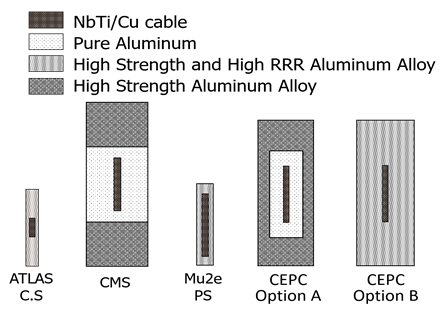 NbTi/Cu cable
Pure Aluminum
High Strength and High RRR Aluminum Alloy
High Strength Aluminum Alloy
ATLAS
C.S
CMS
Mu2e
PS
CEPC
Option A
CEPC
Option B